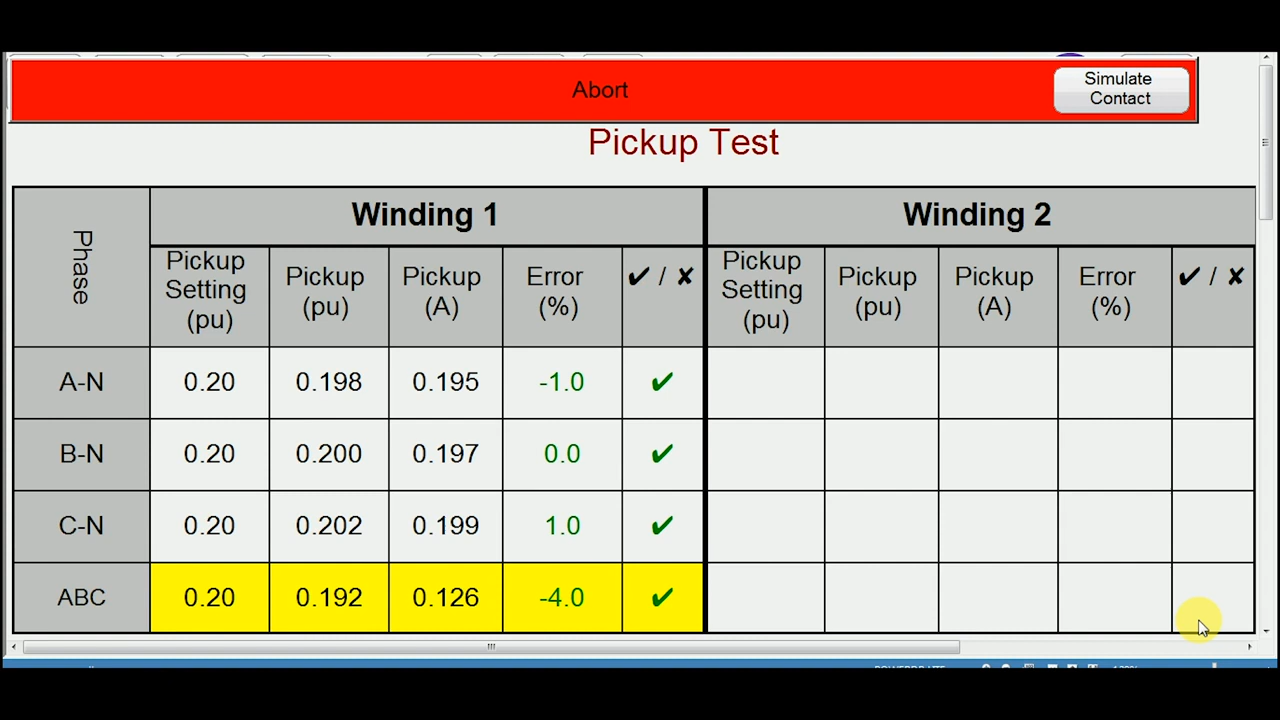 Abort
Simulate
Contact
Pickup Test
Phase
Winding 1
Winding 2
Pickup
Setting
(pu)
Pickup
(pu)
Pickup
(A)
Error
(%)
✔ / ✘
Pickup
Setting
(pu)
Pickup
(pu)
Pickup
(A)
Error
(%)
✔ / ✘
A-N 0.20 0.198 0.195 -1.0 ✔
B-N 0.20 0.200 0.197 0.0 ✔
C-N 0.20 0.202 0.199 1.0 ✔
ABC 0.20 0.192 0.126 -4.0 ✔